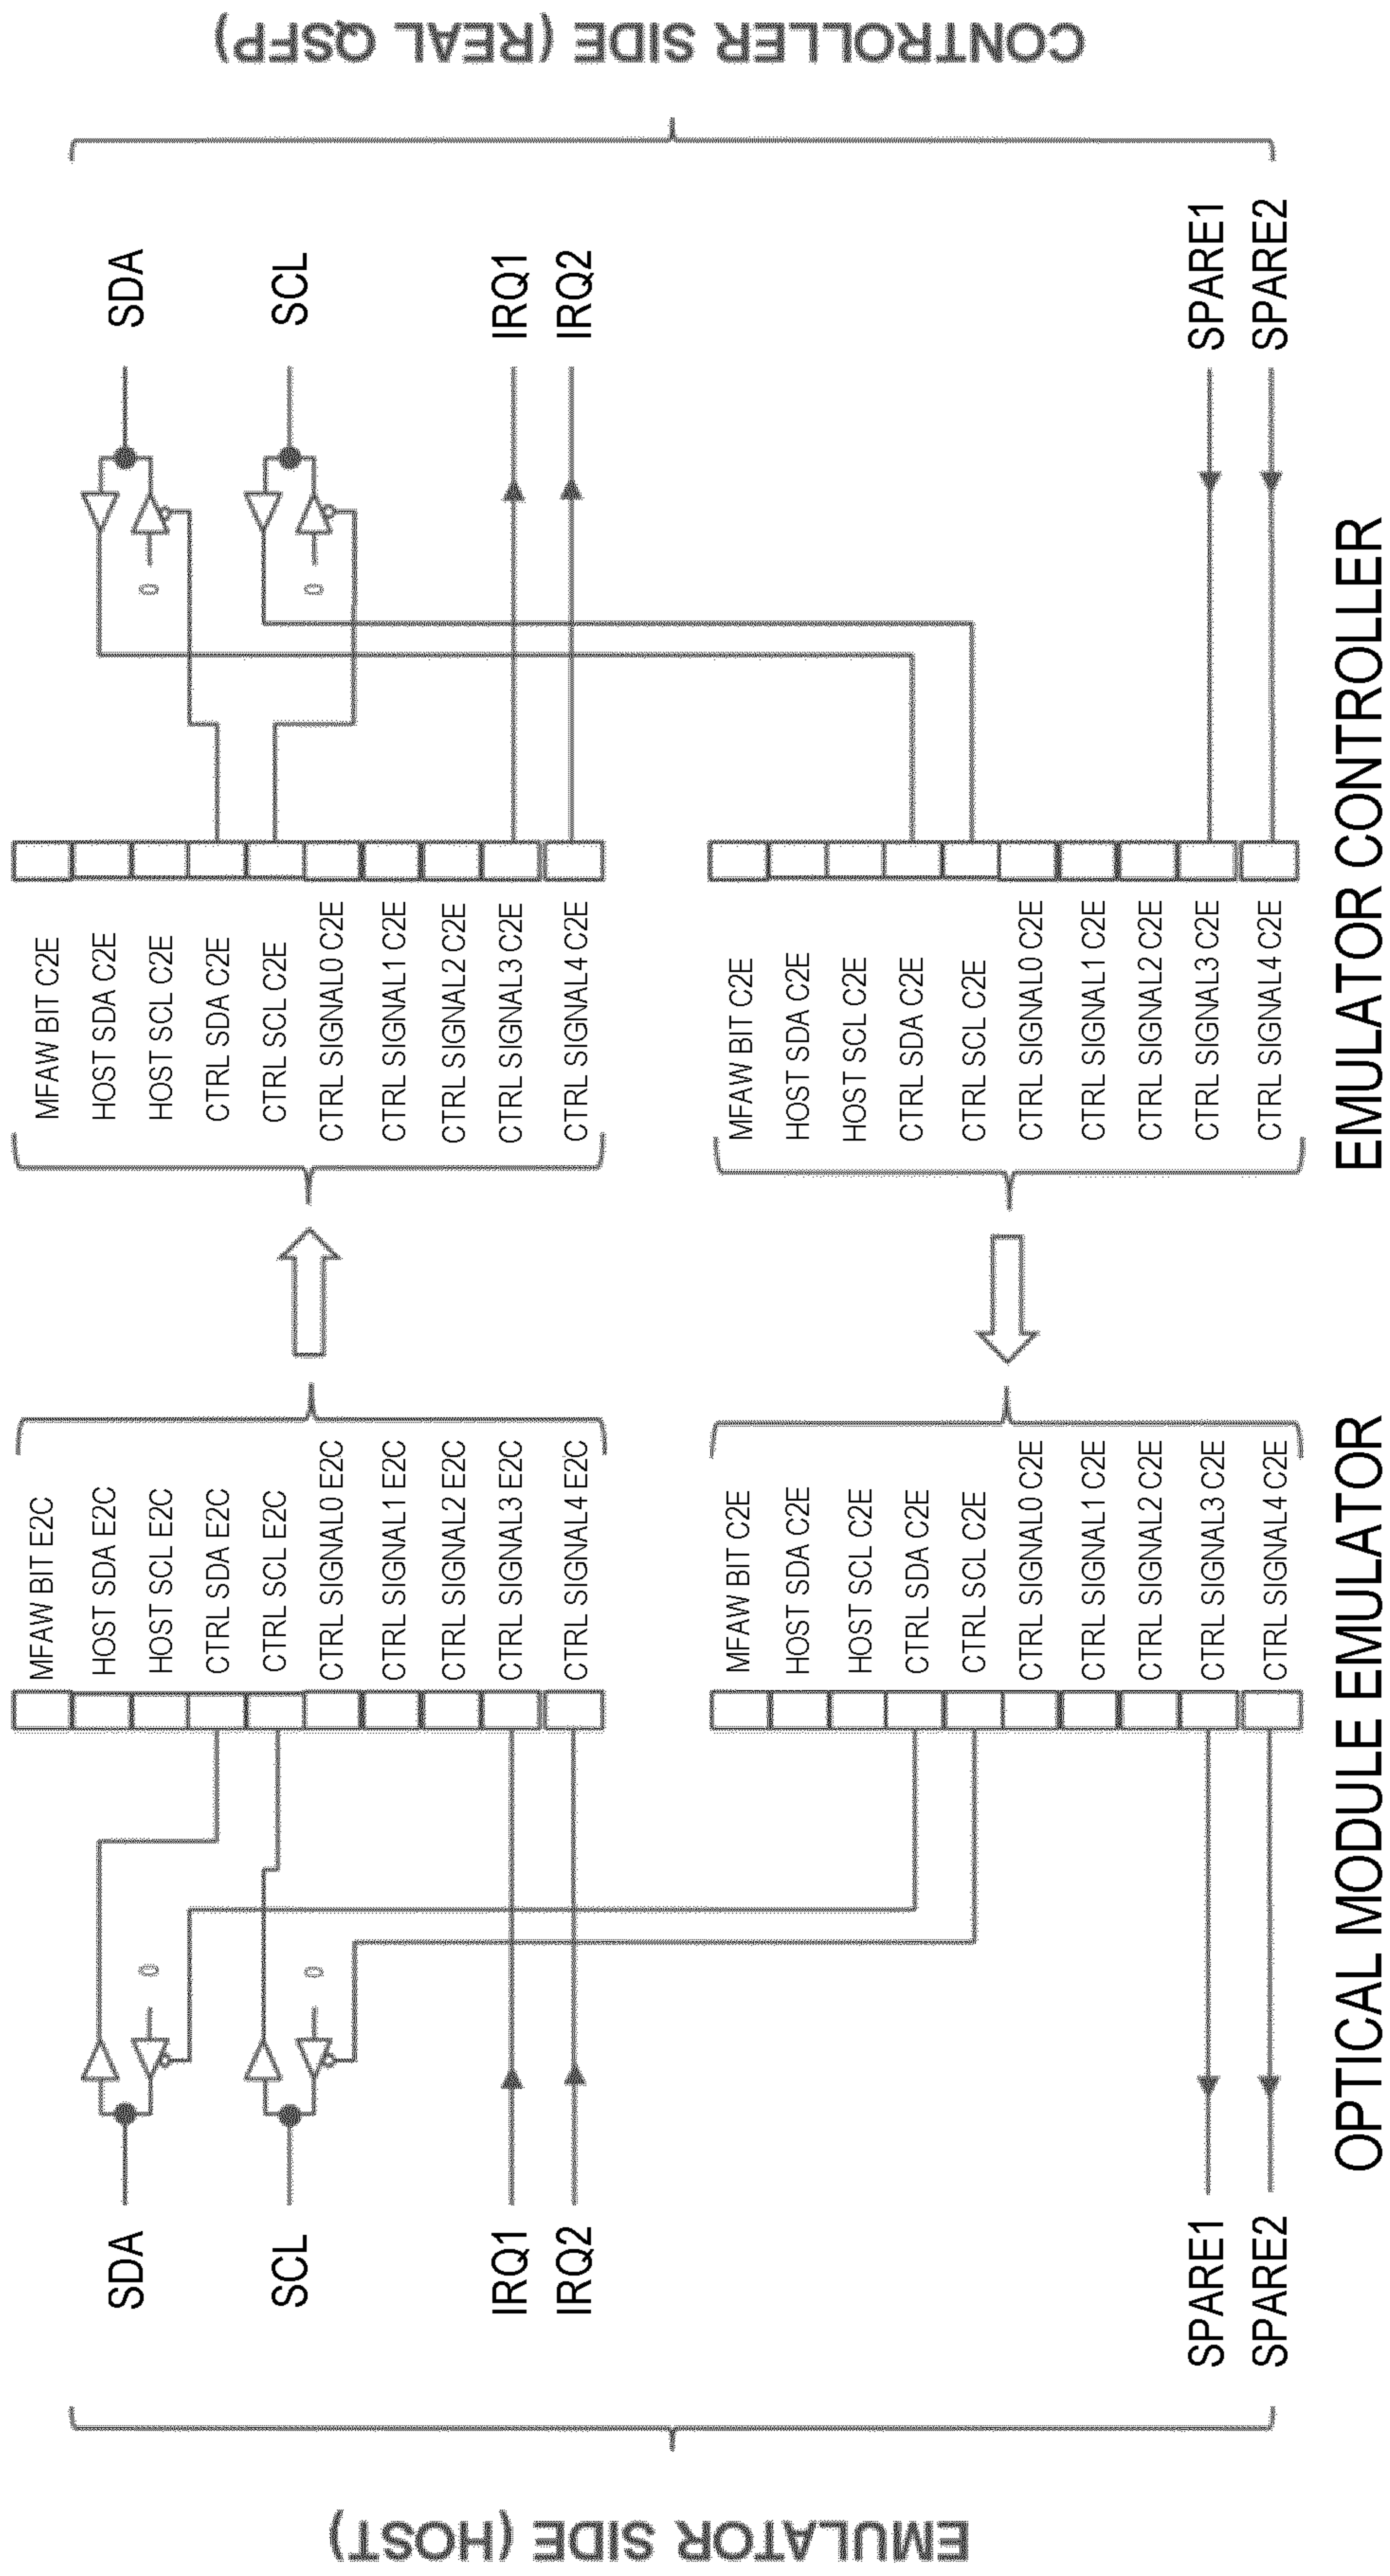 EMULATOR SIDE (HOST)
SDA
SCL
IRQ1
IRQ2
SPARE1
SPARE2
0
0
MFAW BIT E2C
HOST SDA E2C
HOST SCL E2C
CTRL SDA E2C
CTRL SCL E2C
CTRL SIGNAL0 E2C
CTRL SIGNAL1 E2C
CTRL SIGNAL2 E2C
CTRL SIGNAL3 E2C
CTRL SIGNAL4 E2C
MFAW BIT C2E
HOST SDA C2E
HOST SCL C2E
CTRL SDA C2E
CTRL SCL C2E
CTRL SIGNAL0 C2E
CTRL SIGNAL1 C2E
CTRL SIGNAL2 C2E
CTRL SIGNAL3 C2E
CTRL SIGNAL4 C2E
OPTICAL MODULE EMULATOR
MFAW BIT C2E
HOST SDA C2E
HOST SCL C2E
CTRL SDA C2E
CTRL SCL C2E
CTRL SIGNAL0 C2E
CTRL SIGNAL1 C2E
CTRL SIGNAL2 C2E
CTRL SIGNAL3 C2E
CTRL SIGNAL4 C2E
MFAW BIT C2E
HOST SDA C2E
HOST SCL C2E
CTRL SDA C2E
CTRL SCL C2E
CTRL SIGNAL0 C2E
CTRL SIGNAL1 C2E
CTRL SIGNAL2 C2E
CTRL SIGNAL3 C2E
CTRL SIGNAL4 C2E
EMULATOR CONTROLLER
0
0
SDA
SCL
IRQ1
IRQ2
SPARE1
SPARE2
CONTROLLER SIDE (REAL QSFP)